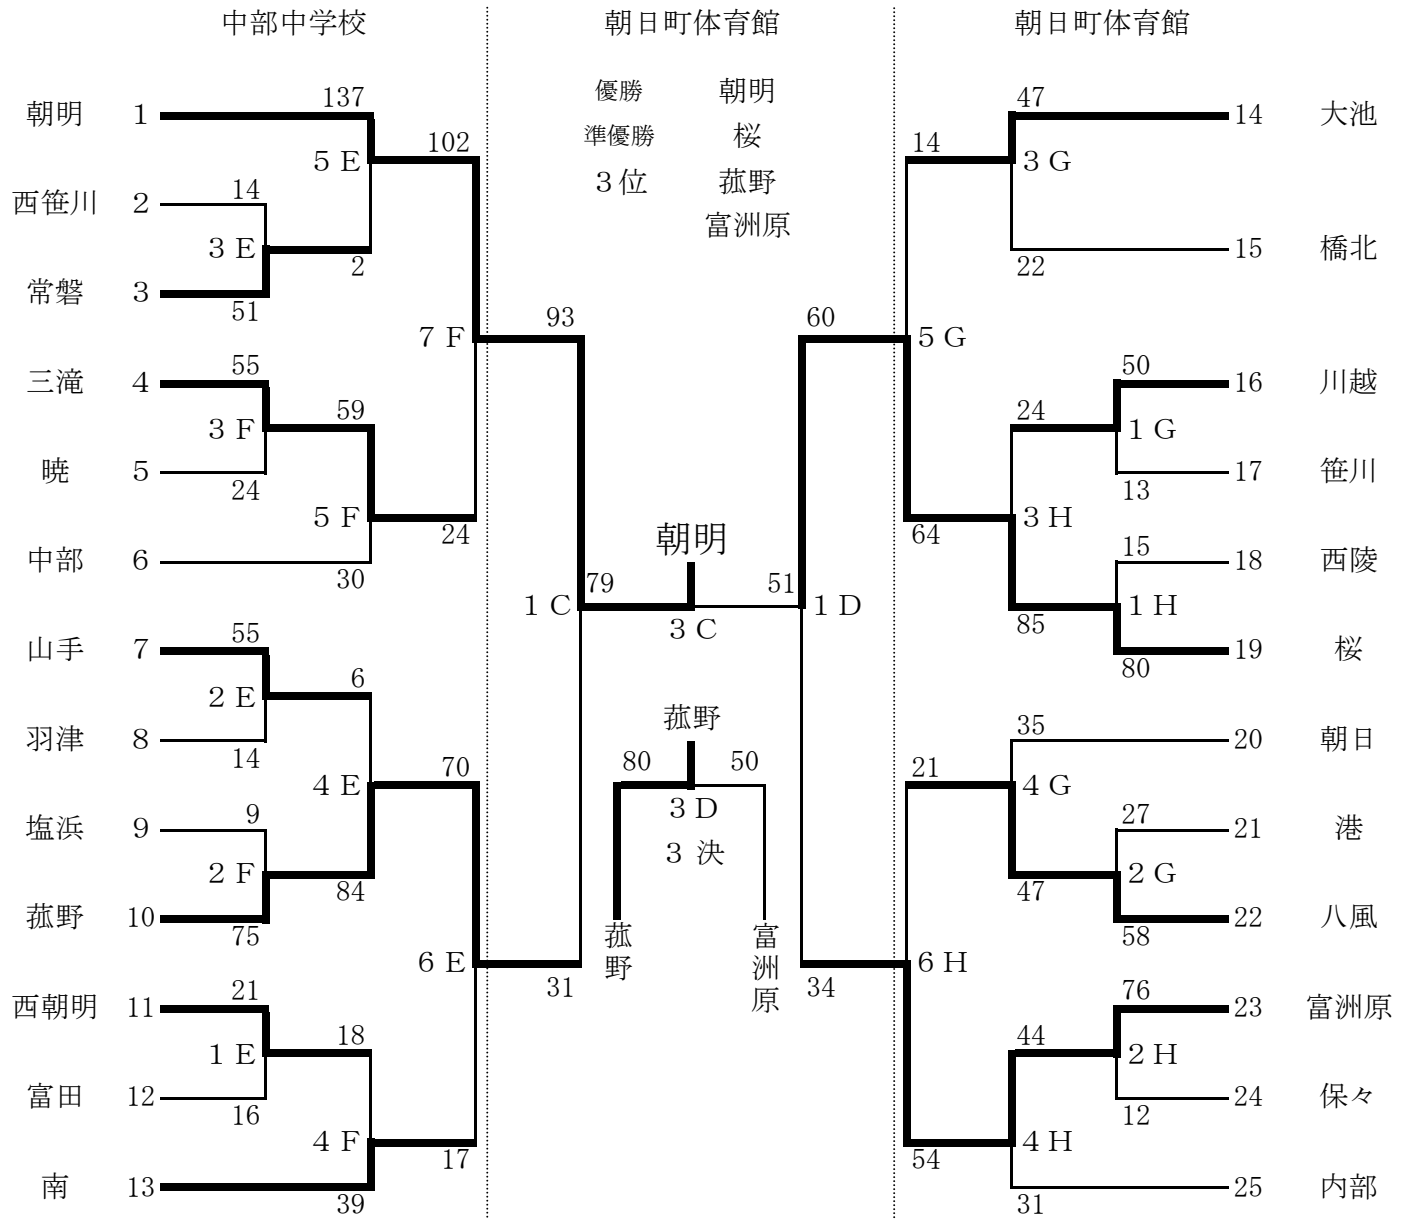 中部中学校
朝明 1
137
5 E
102
西笹川 2
14
3 E
2
常磐 3
51
7 F
三滝 4
55
3 F
59
暁 5
24
5 F
24
中部 6
30
山手 7
55
2 E
6
羽津 8
14
4 E
70
塩浜 9
9
2 F
84
菰野 10
75
6 E
西朝明 11
21
1 E
18
富田 12
16
4 F
17
南 13
39
朝日町体育館
優勝 朝明
準優勝 桜
3位 菰野
富洲原
93
60
朝明
79
51
1 C
3 C
1 D
菰野
80
50
3 D
3 決
菰野
富洲原
31
34
朝日町体育館
47
14 大池
14
3 G
22
15 橋北
5 G
50
16 川越
24
1 G
13
17 笹川
64
3 H
15
18 西陵
85
1 H
80
19 桜
35
20 朝日
21
4 G
27
21 港
47
2 G
58
22 八風
6 H
76
23 富洲原
44
2 H
12
24 保々
54
4 H
31
25 内部